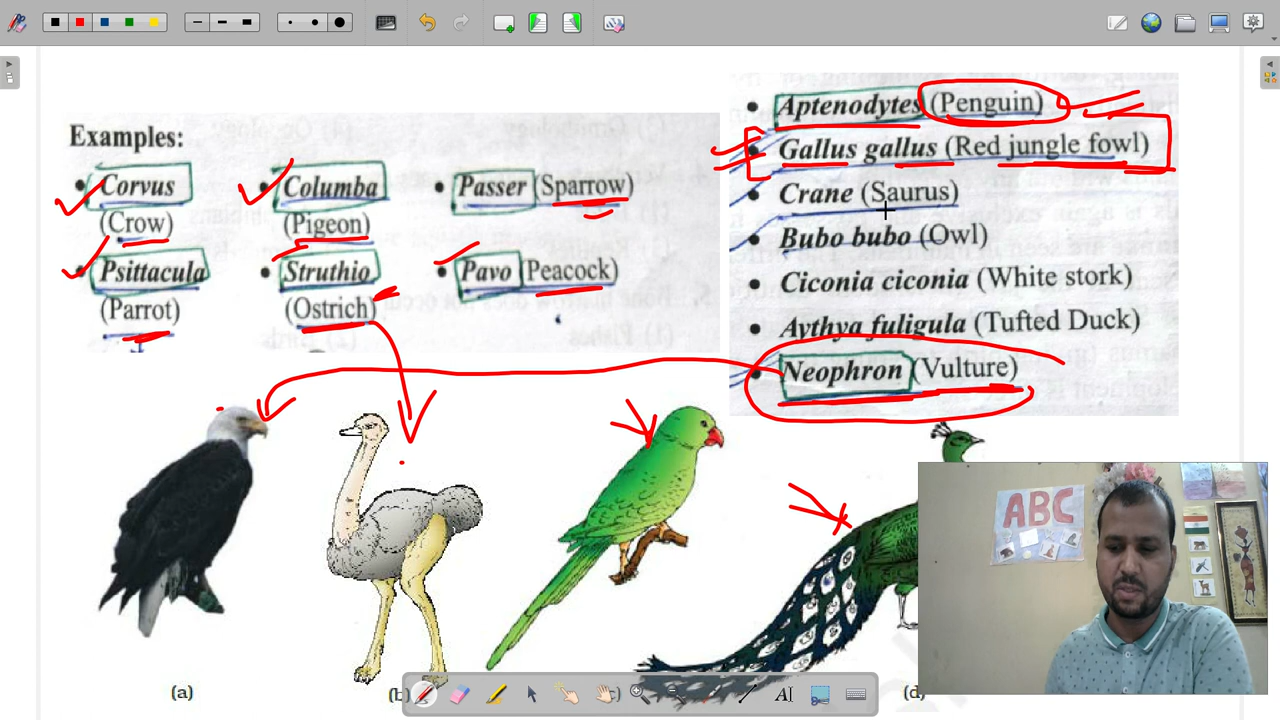 Examples:
• Corvus
(Crow)
• Columba
(Pigeon)
• Passer (Sparrow)
• Psittacula
(Parrot)
• Struthio
(Ostrich)
• Pavo (Peacock)
• Aptenodytes (Penguin)
• Gallus gallus (Red jungle fowl)
• Crane (Saurus)
• Bubo bubo (Owl)
• Ciconia ciconia (White stork)
• Aythya fuligula (Tufted Duck)
• Neophron (Vulture)
ABC
(a)
(b)
(d)
AI